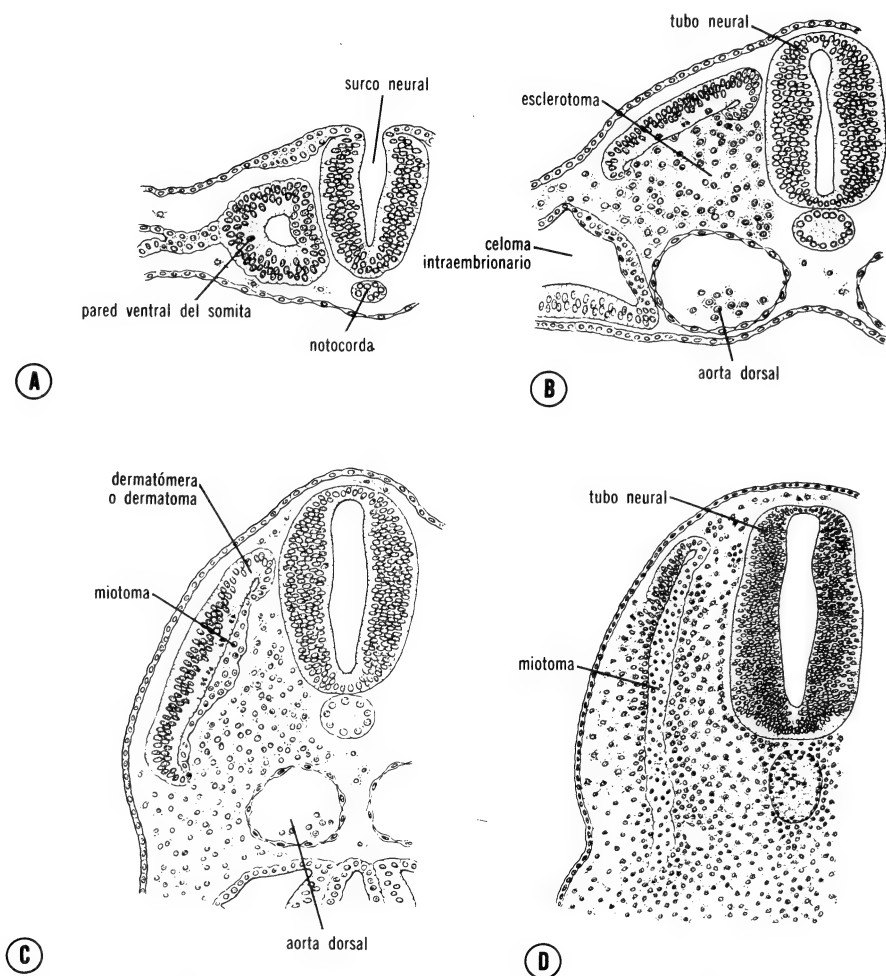 surco neural
pared ventral del somita
notocorda
A
tubo neural
esclerotoma
celoma
intraembrionario
aorta dorsal
B
dermatómera
o dermatoma
miotoma
aorta dorsal
C
tubo neural
miotoma
D